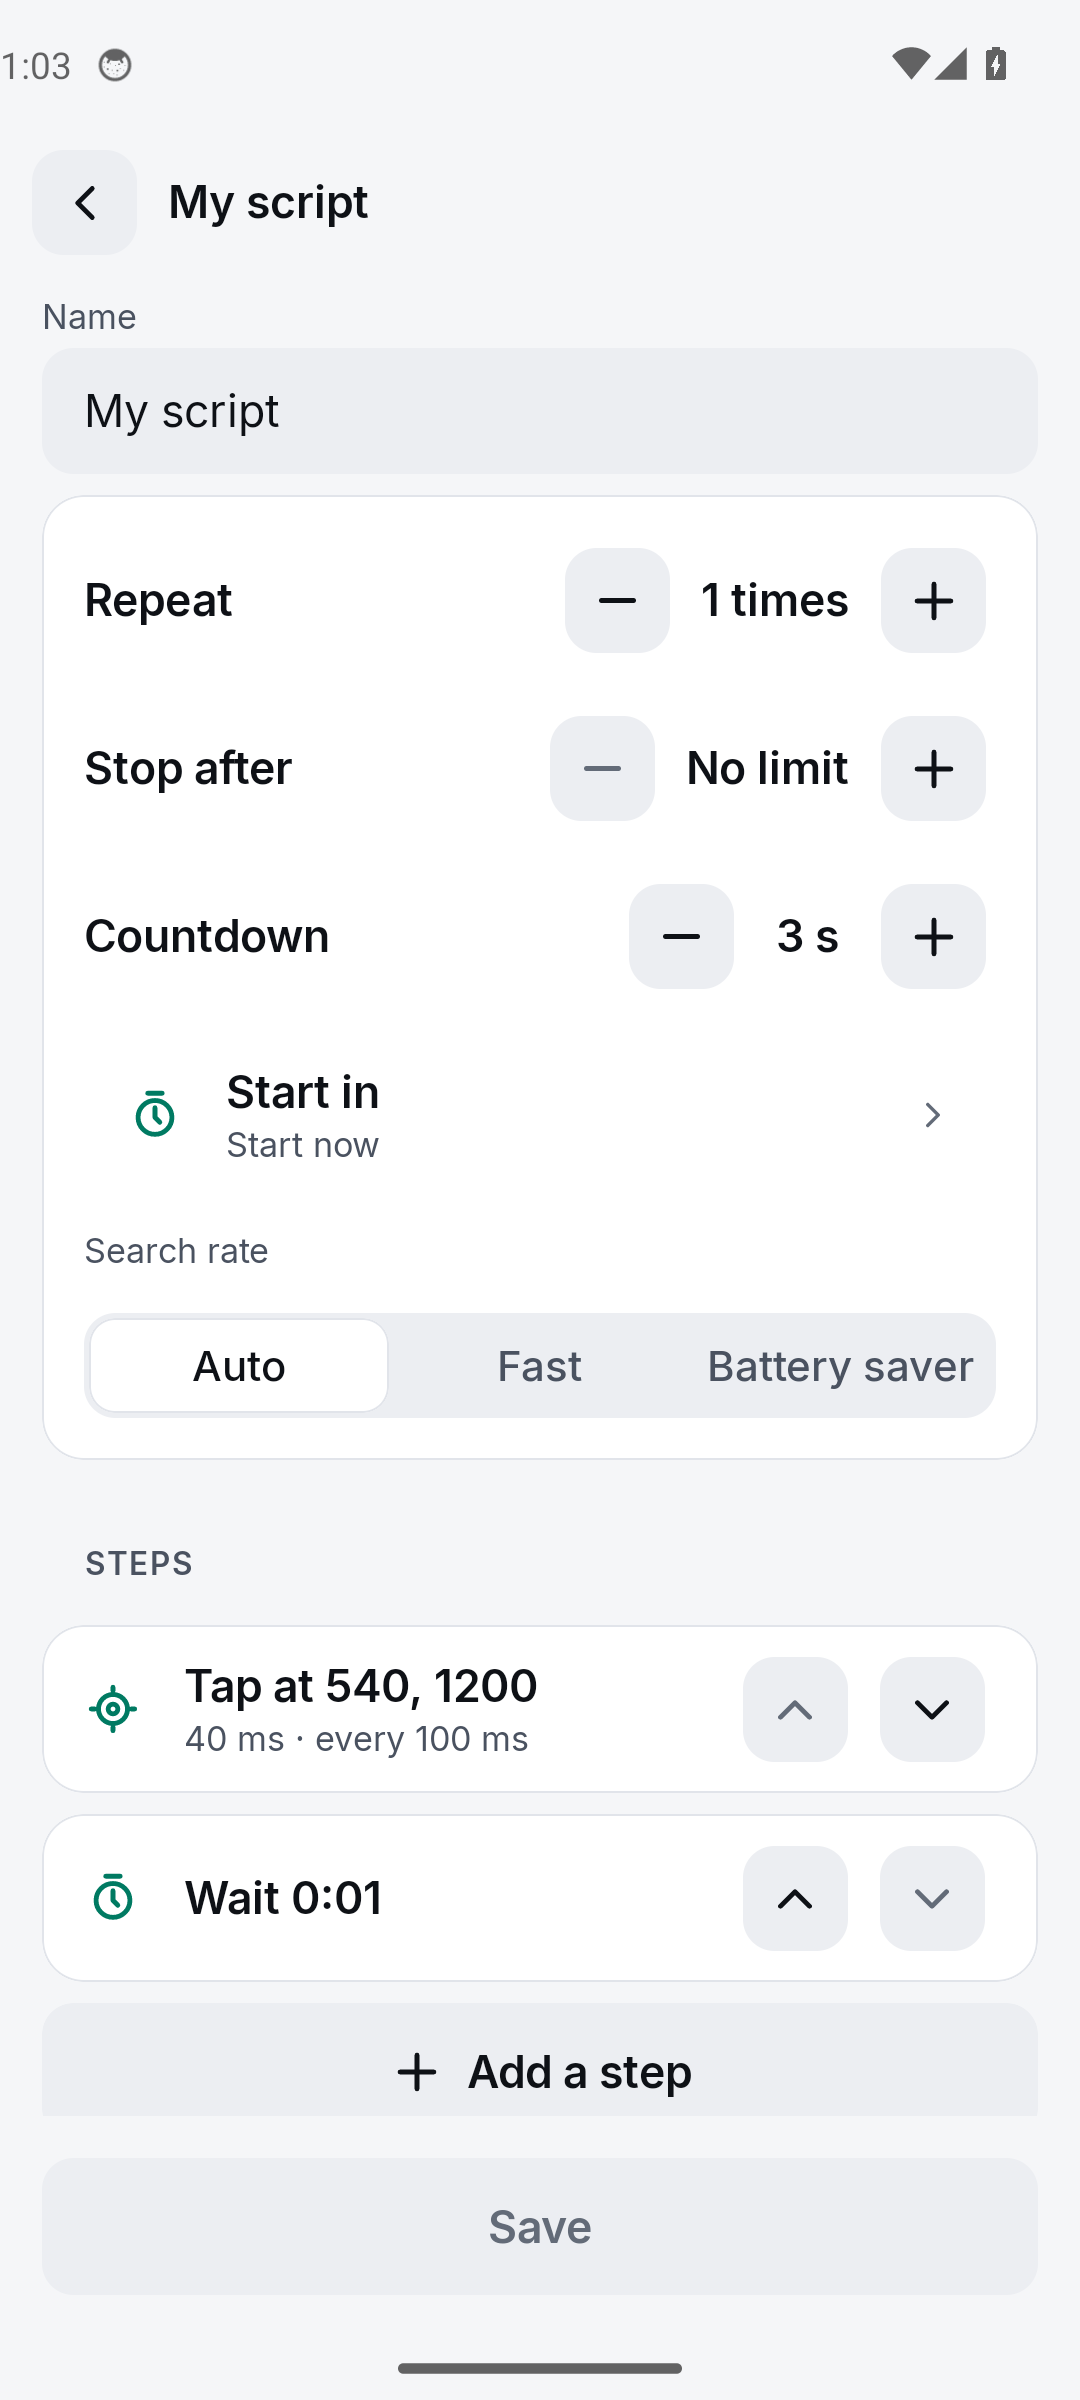 1:03
My script
Name
My script
Repeat
1 times
Stop after
No limit
Countdown
3 s
Start in
Start now
Search rate
Auto
Fast
Battery saver
STEPS
Tap at 540, 1200
40 ms · every 100 ms
Wait 0:01
Add a step
Save